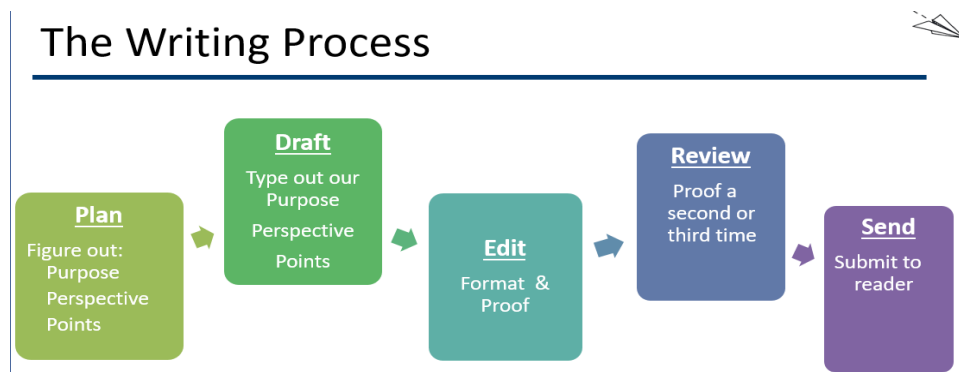 The Writing Process
Plan
Figure out:
Purpose
Perspective
Points
Draft
Type out our
Purpose
Perspective
Points
Edit
Format &
Proof
Review
Proof a
second or
third time
Send
Submit to
reader